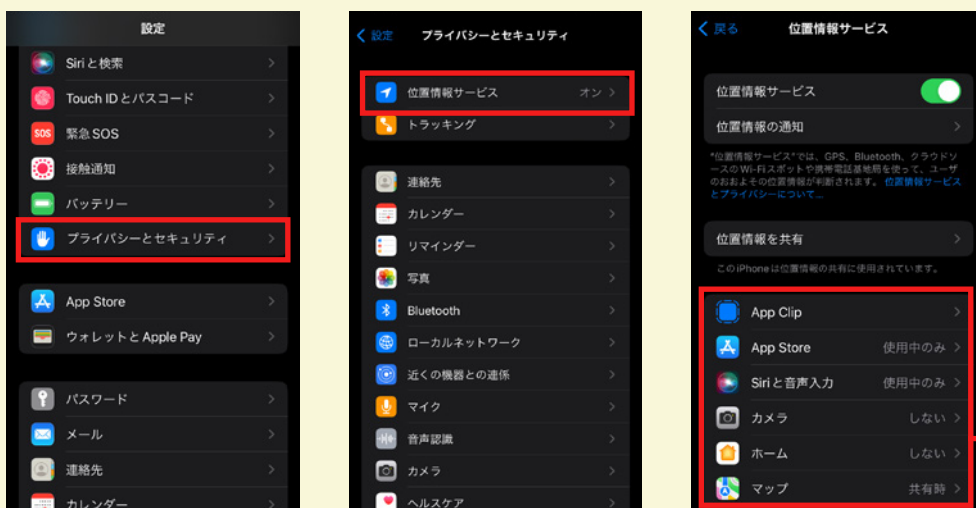 設定
Siriと検索
Touch IDとパスコード
SOS
緊急SOS
接触通知
バッテリー
プライバシーとセキュリティ
App Store
ウォレットとApple Pay
パスワード
メール
連絡先
カレンダー
設定
プライバシーとセキュリティ
位置情報サービス オン
トラッキング
連絡先
カレンダー
リマインダー
写真
Bluetooth
ローカルネットワーク
近くの機器との連係
マイク
音声認識
カメラ
ヘルスケア
戻る
位置情報サービス
位置情報サービス
位置情報の通知
"位置情報サービス"では、GPS、Bluetooth、クラウドソ
ースのWi-Fiスポットや携帯電話基地局を使って、ユーザ
のおおよその位置情報が判断されます。位置情報サービス
とプライバシーについて...
位置情報を共有
このiPhoneは位置情報の共有に使用されています。
App Clip
App Store 使用中のみ
Siriと音声入力 使用中のみ
カメラ しない
ホーム しない
マップ 共有時